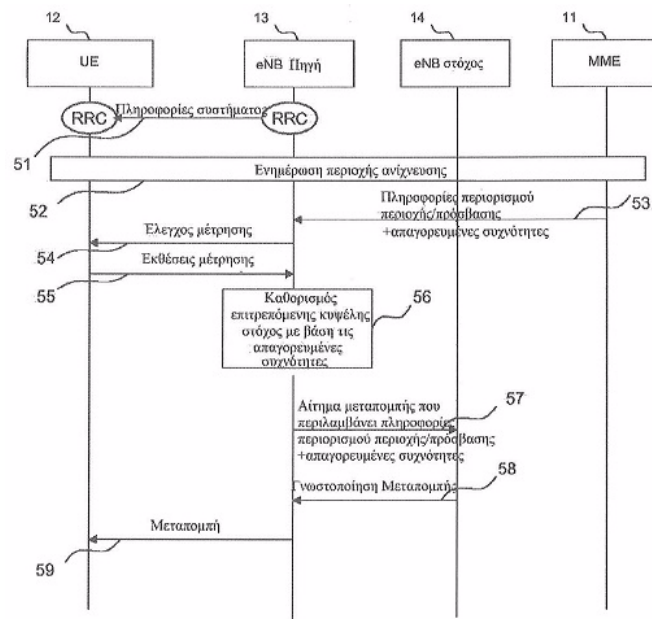 12
13
14
11
UE
eNB Πηγή
eNB στόχος
MME
RRC
Πληροφορίες συστήματος
RRC
51
Ενημέρωση περιοχής ανίχνευσης
52
Πληροφορίες περιορισμού
περιοχής/πρόσβασης
+απαγορευμένες συχνότητες
53
Έλεγχος μέτρησης
54
Εκθέσεις μέτρησης
55
Καθορισμός
επιτρεπόμενης κυψέλης
στόχος με βάση τις
απαγορευμένες
συχνότητες
56
Αίτημα μεταπομπής που
περιλαμβάνει πληροφορίες
περιορισμού περιοχής/πρόσβασης
+απαγορευμένες συχνότητες
57
Γνωστοποίηση Μεταπομπής
58
Μεταπομπή
59